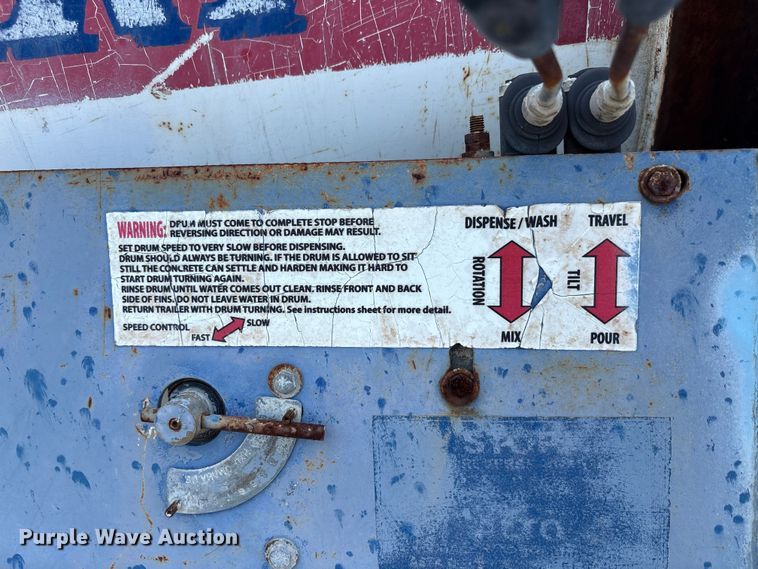 WARNING: DRUM MUST COME TO COMPLETE STOP BEFORE
REVERSING DIRECTION OR DAMAGE MAY RESULT.
SET DRUM SPEED TO VERY SLOW BEFORE DISPENSING.
DRUM SHOULD ALWAYS BE TURNING. IF THE DRUM IS ALLOWED TO SIT
STILL THE CONCRETE CAN SETTLE AND HARDEN MAKING IT HARD TO
START DRUM TURNING AGAIN.
RINSE DRUM UNTIL WATER COMES OUT CLEAN. RINSE FRONT AND BACK
SIDE OF FINS. DO NOT LEAVE WATER IN DRUM.
RETURN TRAILER WITH DRUM TURNING. See instructions sheet for more detail.
SPEED CONTROL
SLOW
FAST
DISPENSE / WASH
ROTATION
MIX
TRAVEL
TILT
POUR
Purple Wave Auction